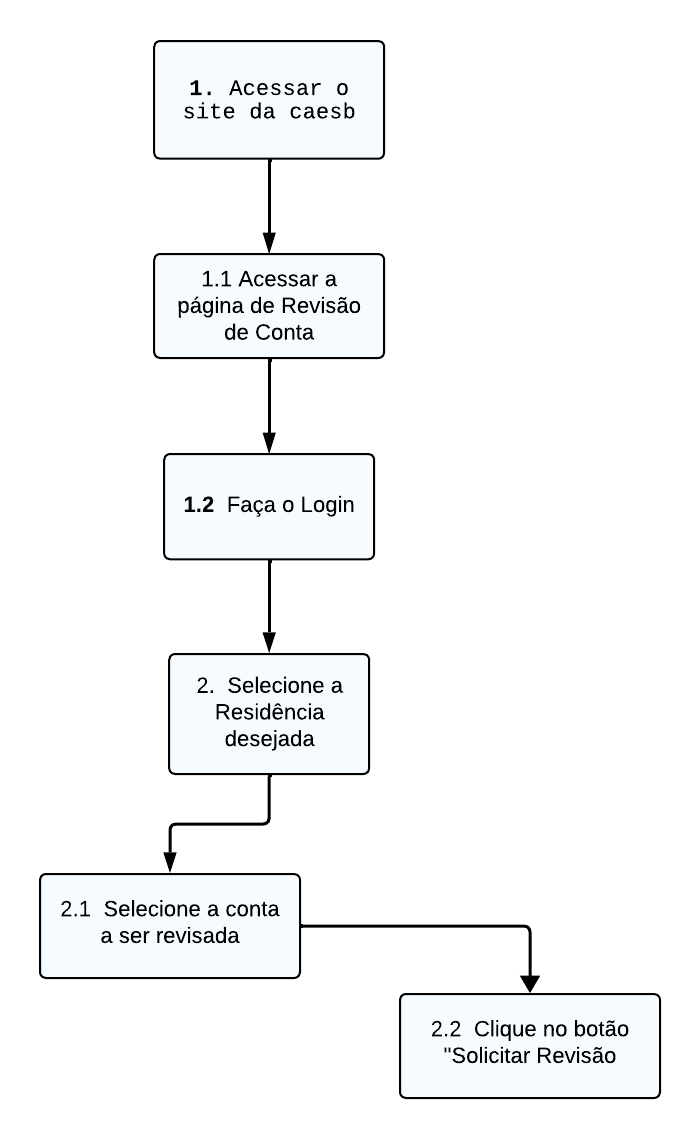 1. Acessar o
site da caesb
1.1 Acessar a
página de Revisão
de Conta
1.2 Faça o Login
2. Selecione a
Residência
desejada
2.1 Selecione a conta
a ser revisada
2.2 Clique no botão
"Solicitar Revisão